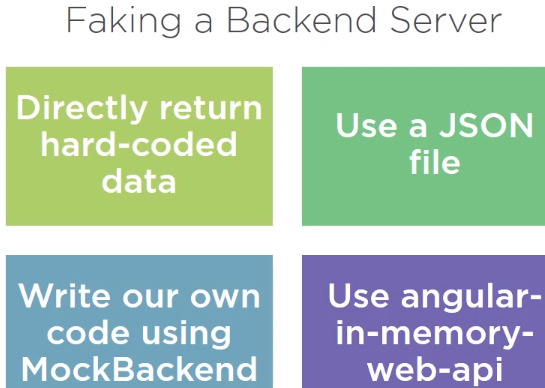 Faking a Backend Server
Directly return
hard-coded
data
Use a JSON
file
Write our own
code using
MockBackend
Use angular-
in-memory-
web-api